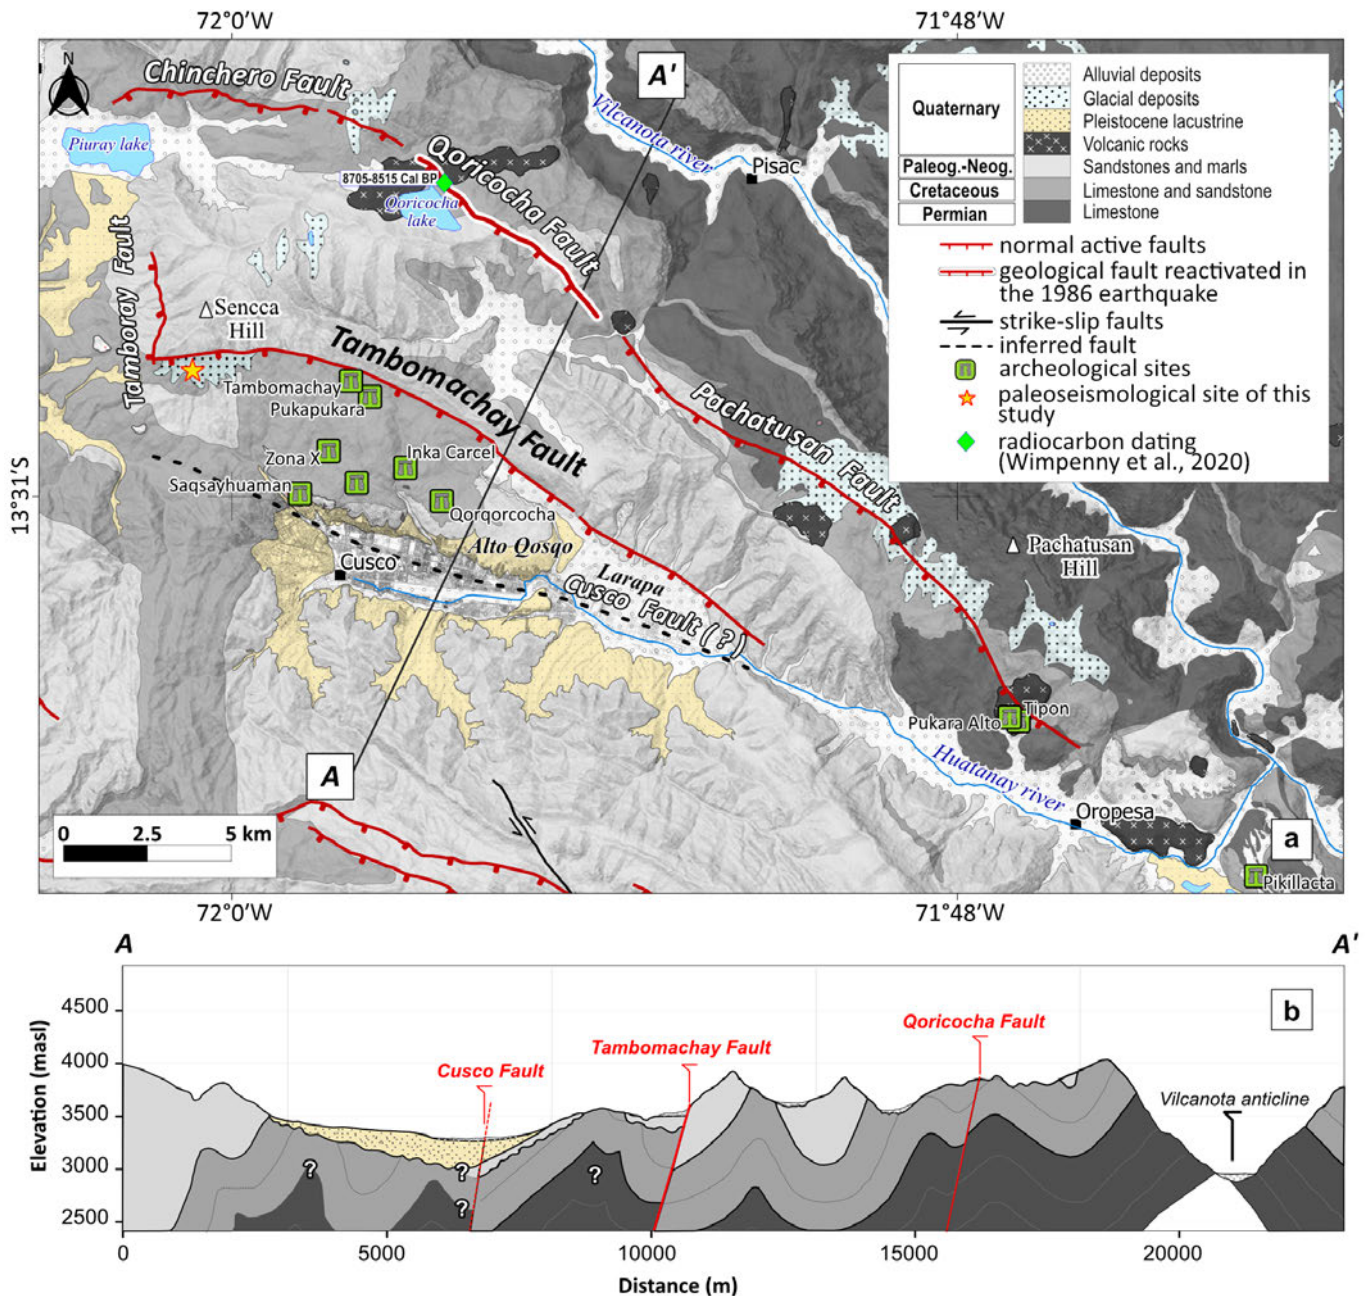 72°0'W
71°48'W
N
Chinchero Fault
A'
Piuray lake
Vilcanota river
Pisac
8705-8515 Cal BP
Qoricocha Fault
Qoricocha
lake
Tamboray Fault
Sencca
Hill
Tambomachay Fault
Tambomachay
Pukapukara
Pachatusan Fault
Zona X
Inka Carcel
Saqsayhuaman
Qorqorcocha
13°31'S
Alto Qosqo
Cusco
Larapa
Cusco Fault (?)
Pachatusan
Hill
Tipon
Pukara Alto
A
Huatanay river
Oropesa
0 2.5 5 km
a
Pikillacta
72°0'W
71°48'W
Quaternary
Paleog.-Neog.
Cretaceous
Permian
Alluvial deposits
Glacial deposits
Pleistocene lacustrine
Volcanic rocks
Sandstones and marls
Limestone and sandstone
Limestone
normal active faults
geological fault reactivated in
the 1986 earthquake
strike-slip faults
inferred fault
archeological sites
paleoseismological site of this
study
radiocarbon dating
(Wimpenny et al., 2020)
A
A'
b
Elevation (masl)
4500
4000
3500
3000
2500
Cusco Fault
Tambomachay Fault
Qoricocha Fault
Vilcanota anticline
?
?
?
?
0
5000
10000
15000
20000
Distance (m)